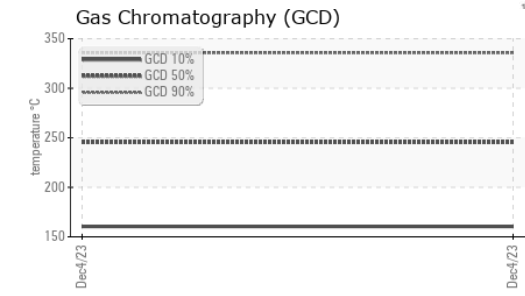 Gas Chromatography (GCD)
350
300
250
200
150
temperature °C
GCD 10%
GCD 50%
GCD 90%
Dec4/23
Dec4/23